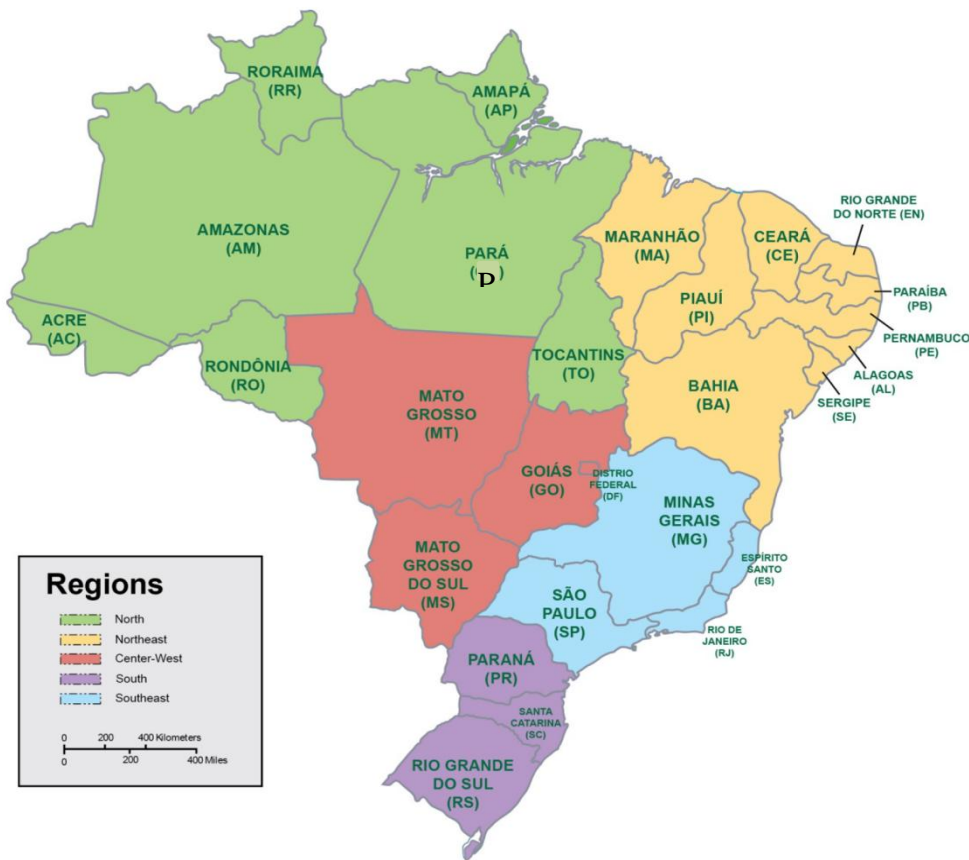 RORAIMA
(RR)
AMAPÁ
(AP)
AMAZONAS
(AM)
PARÁ
(P
ACRE
(AC)
RONDÔNIA
(RO)
TOCANTINS
(TO)
MARANHÃO
(MA)
PIAUÍ
(PI)
CEARÁ
(CE)
RIO GRANDE
DO NORTE (EN)
PARAÍBA
(PB)
PERNAMBUCO
(PE)
ALAGOAS
(AL)
SERGIPE
(SE)
BAHIA
(BA)
MATO
GROSSO
(MT)
GOIÁS
(GO)
DISTRIO
FEDERAL
(DF)
MATO
GROSSO
DO SUL
(MS)
MINAS
GERAIS
(MG)
ESPÍRITO
SANTO
(ES)
SÃO
PAULO
(SP)
RIO DE
JANEIRO
(RJ)
PARANÁ
(PR)
SANTA
CATARINA
(SC)
RIO GRANDE
DO SUL
(RS)
Regions
North
Northeast
Center-West
South
Southeast
0 200 400 Kilometers
0 200 400 Miles